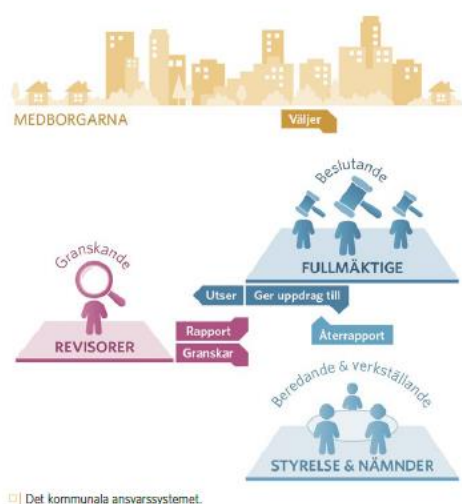 MEDBORGARNA
Väljer
Beslutande
FULLMÄKTIGE
Granskande
Utser
Ger uppdrag till
REVISORER
Rapport
Granskar
Återrapport
Beredande & verkställande
STYRELSE & NÄMNDER
Det kommunala ansvarssystemet.